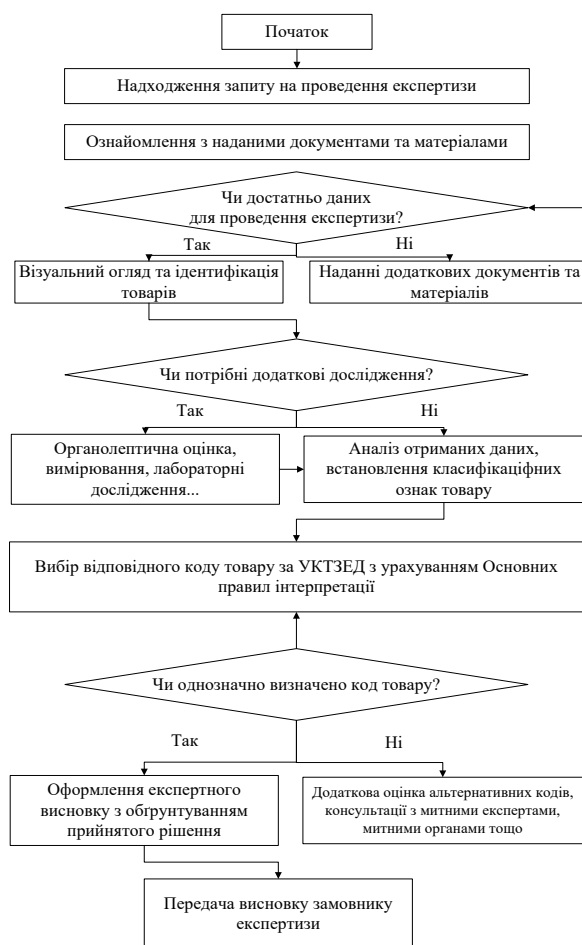 Початок
Надходження запиту на проведення експертизи
Ознайомлення з наданими документами та матеріалами
Чи достатньо даних
для проведення експертизи?
Так
Ні
Візуальний огляд та ідентифікація
товарів
Наданні додаткових документів та
матеріалів
Чи потрібні додаткові дослідження?
Так
Ні
Органолептична оцінка,
вимірювання, лабораторні
дослідження...
Аналіз отриманих даних,
встановлення класифікаціфних
ознак товару
Вибір відповідного коду товару за УКТЗЕД з урахуванням Основних
правил інтерпретації
Чи однозначно визначено код товару?
Так
Ні
Оформлення експертного
висновку з обґрунтуванням
прийнятого рішення
Додаткова оцінка альтернативних кодів,
консультації з митними експертами,
митними органами тощо
Передача висновку замовнику
експертизи